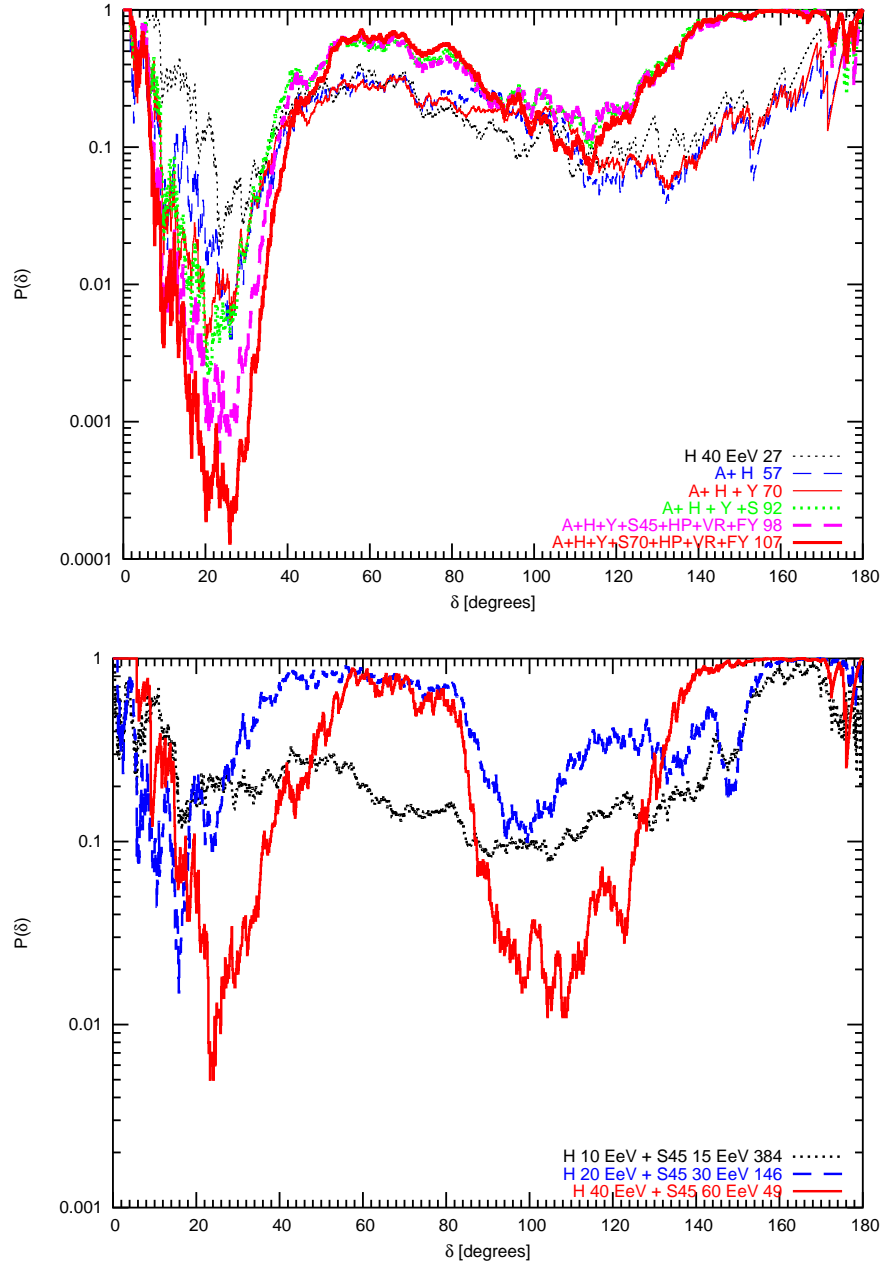 1
0.1
0.01
0.001
0.0001
P(δ)
0 20 40 60 80 100 120 140 160 180
δ [degrees]
H 40 EeV 27
A+ H 57
A+ H + Y 70
A+ H + Y +S 92
A+H+Y+S45+HP+VR+FY 98
A+H+Y+S70+HP+VR+FY 107
1
0.1
0.01
0.001
P(δ)
0 20 40 60 80 100 120 140 160 180
δ [degrees]
H 10 EeV + S45 15 EeV 384
H 20 EeV + S45 30 EeV 146
H 40 EeV + S45 60 EeV 49